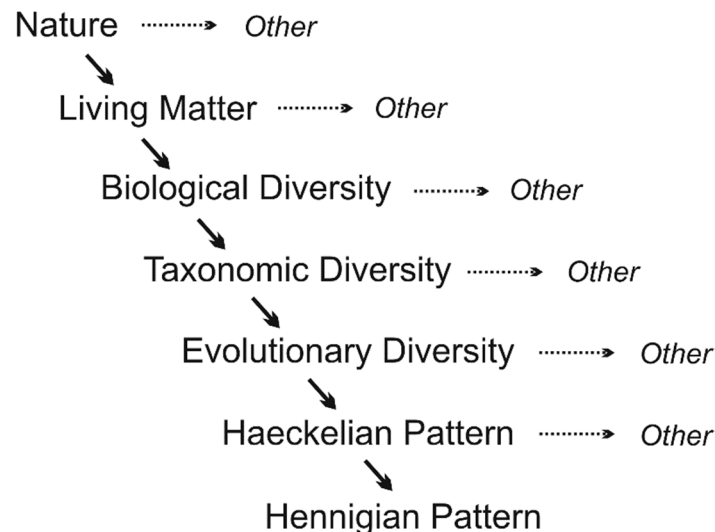 Nature Other
Living Matter Other
Biological Diversity Other
Taxonomic Diversity Other
Evolutionary Diversity Other
Haeckelian Pattern Other
Hennigian Pattern